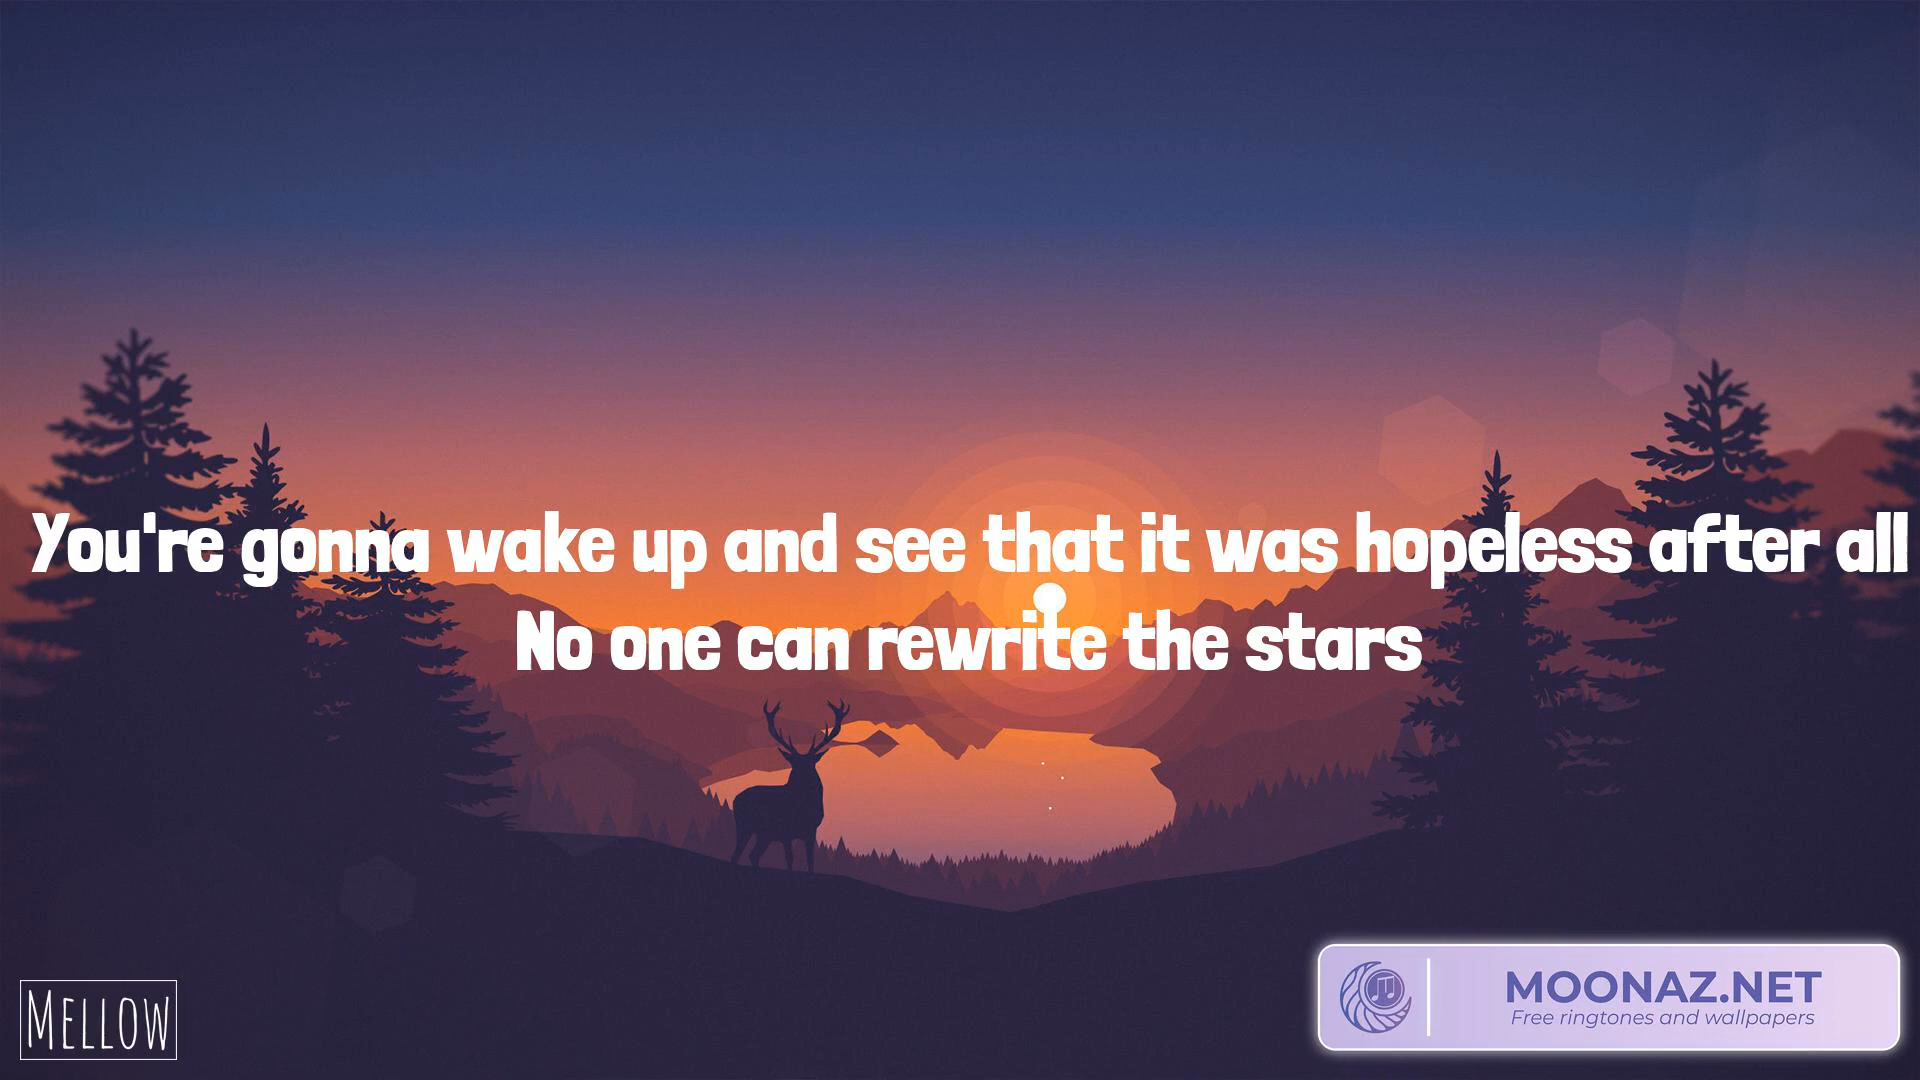 You're gonna wake up and see that it was hopeless after all
No one can rewrite the stars
MELLOW
MOONAZ.NET
Free ringtones and wallpapers